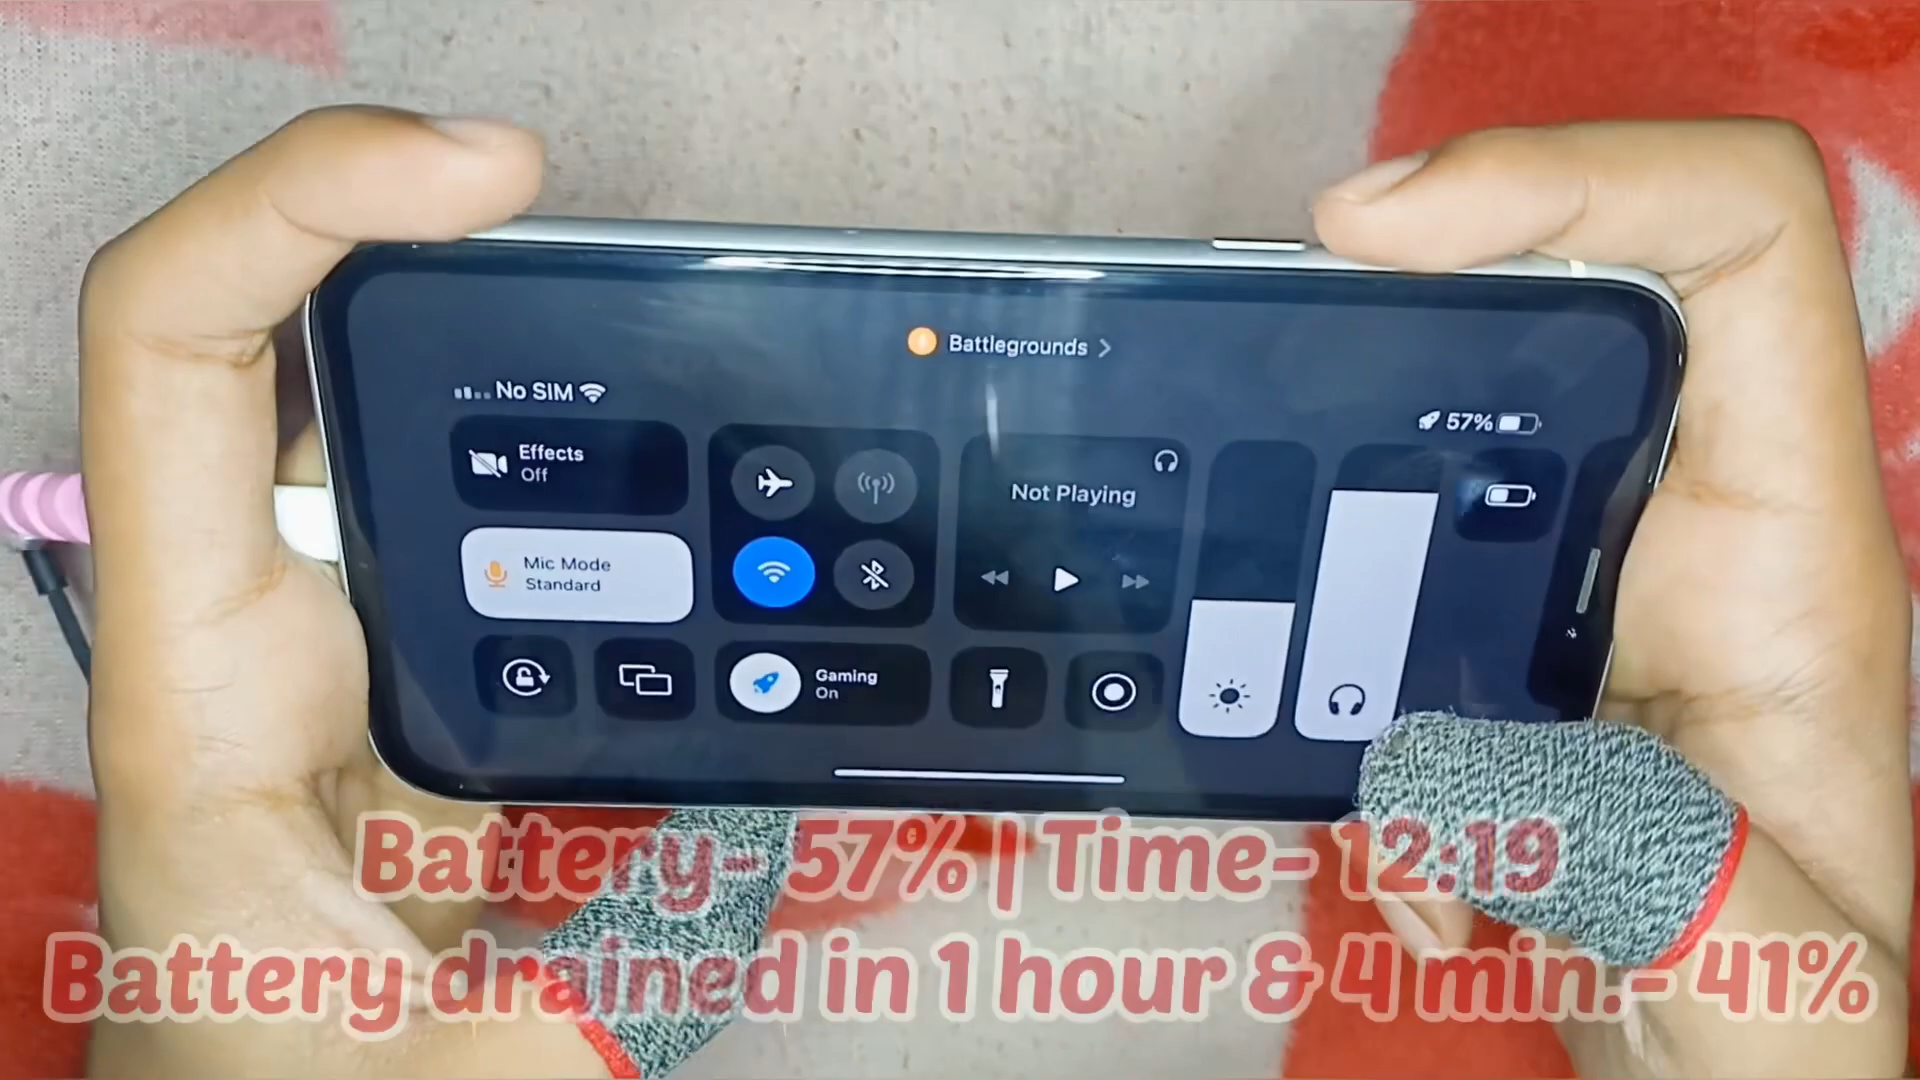 Battlegrounds
No SIM
57%
Effects
Off
Not Playing
Mic Mode
Standard
Gaming
On
Battery- 57% | Time- 12:19
Battery drained in 1 hour & 4 min.- 41%